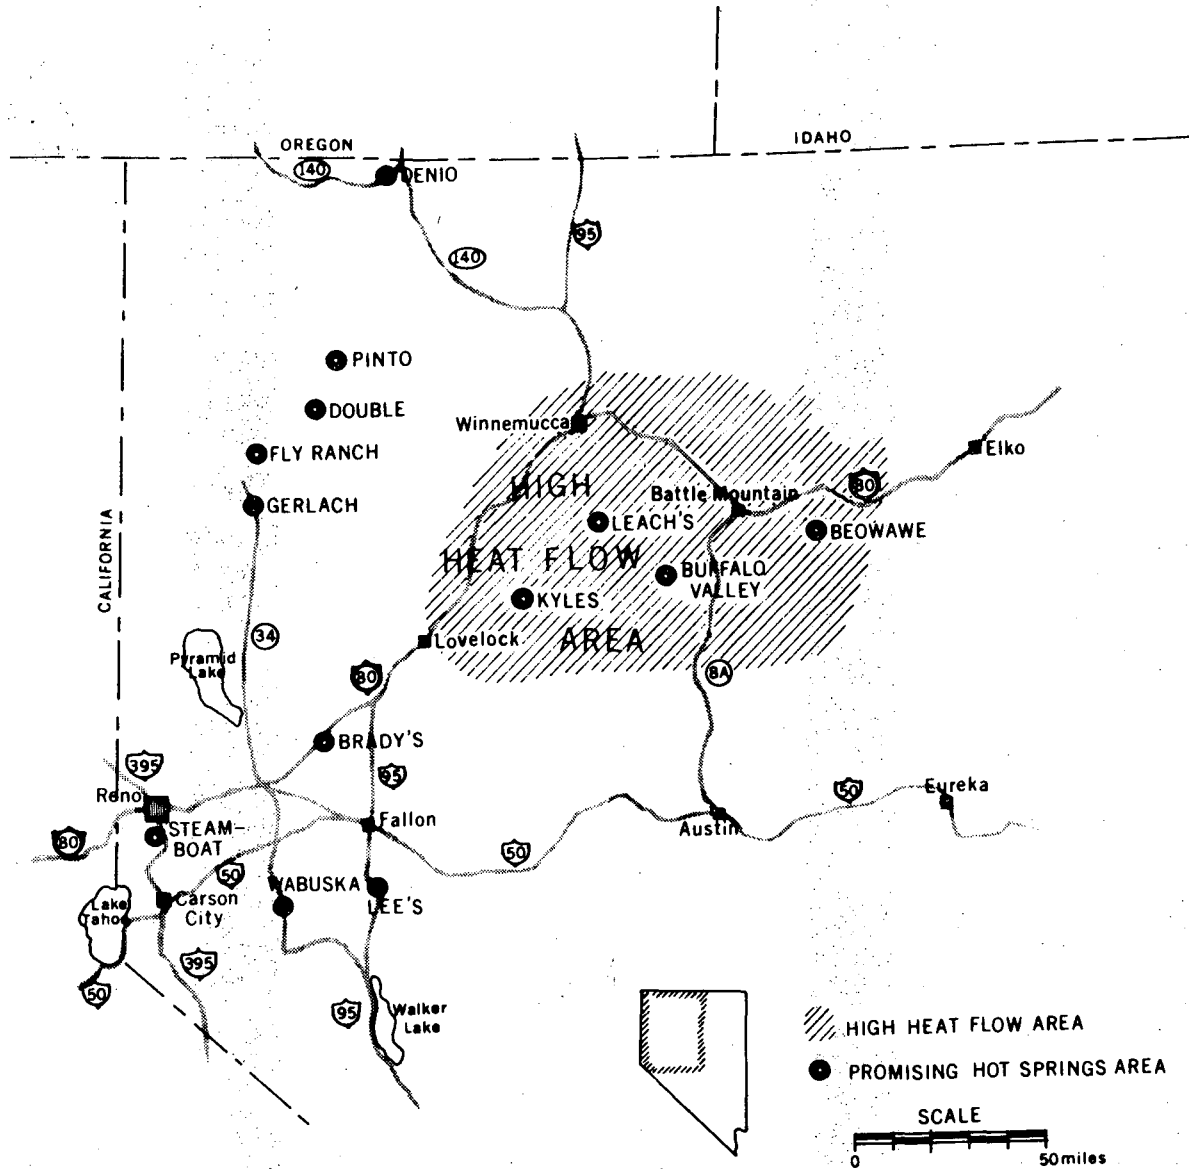 OREGON
IDAHO
140
DENIO
95
140
PINTO
DOUBLE
Winnemucca
FLY RANCH
Elko
HIGH
80
Battle Mountain
GERLACH
LEACH'S
BEOWAWE
HEAT FLOW
BUFFALO
VALLEY
CALIFORNIA
KYLES
34
Lovelock
AREA
Pyramid
Lake
80
8A
BRADY'S
395
95
Reno
Eureka
50
Fallon
Austin
STEAM-
BOAT
80
50
50
WABUSKA
Carson
City
LEE'S
Lake
Taho
395
50
95
Walker
Lake
HIGH HEAT FLOW AREA
PROMISING HOT SPRINGS AREA
SCALE
0
50 miles